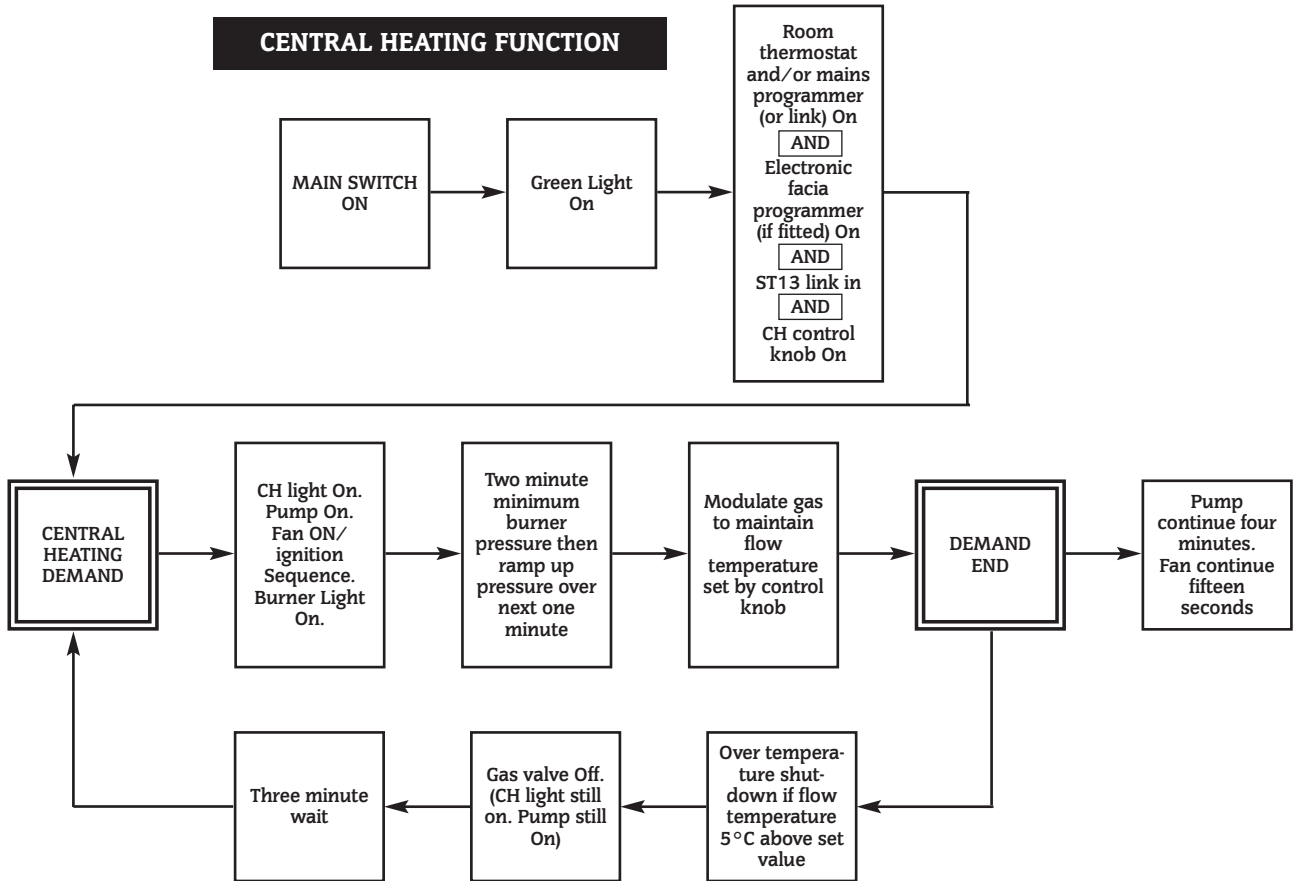 CENTRAL HEATING FUNCTION
MAIN SWITCH
ON
Green Light
On
Room
thermostat
and/or mains
programmer
(or link) On
AND
Electronic
facia
programmer
(if fitted) On
AND
ST13 link in
AND
CH control
knob On
CENTRAL
HEATING
DEMAND
CH light On.
Pump On.
Fan ON/
ignition
Sequence.
Burner Light
On.
Two minute
minimum
burner
pressure then
ramp up
pressure over
next one
minute
Modulate gas
to maintain
flow
temperature
set by control
knob
DEMAND
END
Pump
continue four
minutes.
Fan continue
fifteen
seconds
Three minute
wait
Gas valve Off.
(CH light still
on. Pump still
On)
Over tempera-
ture shut-
down if flow
temperature
5°C above set
value